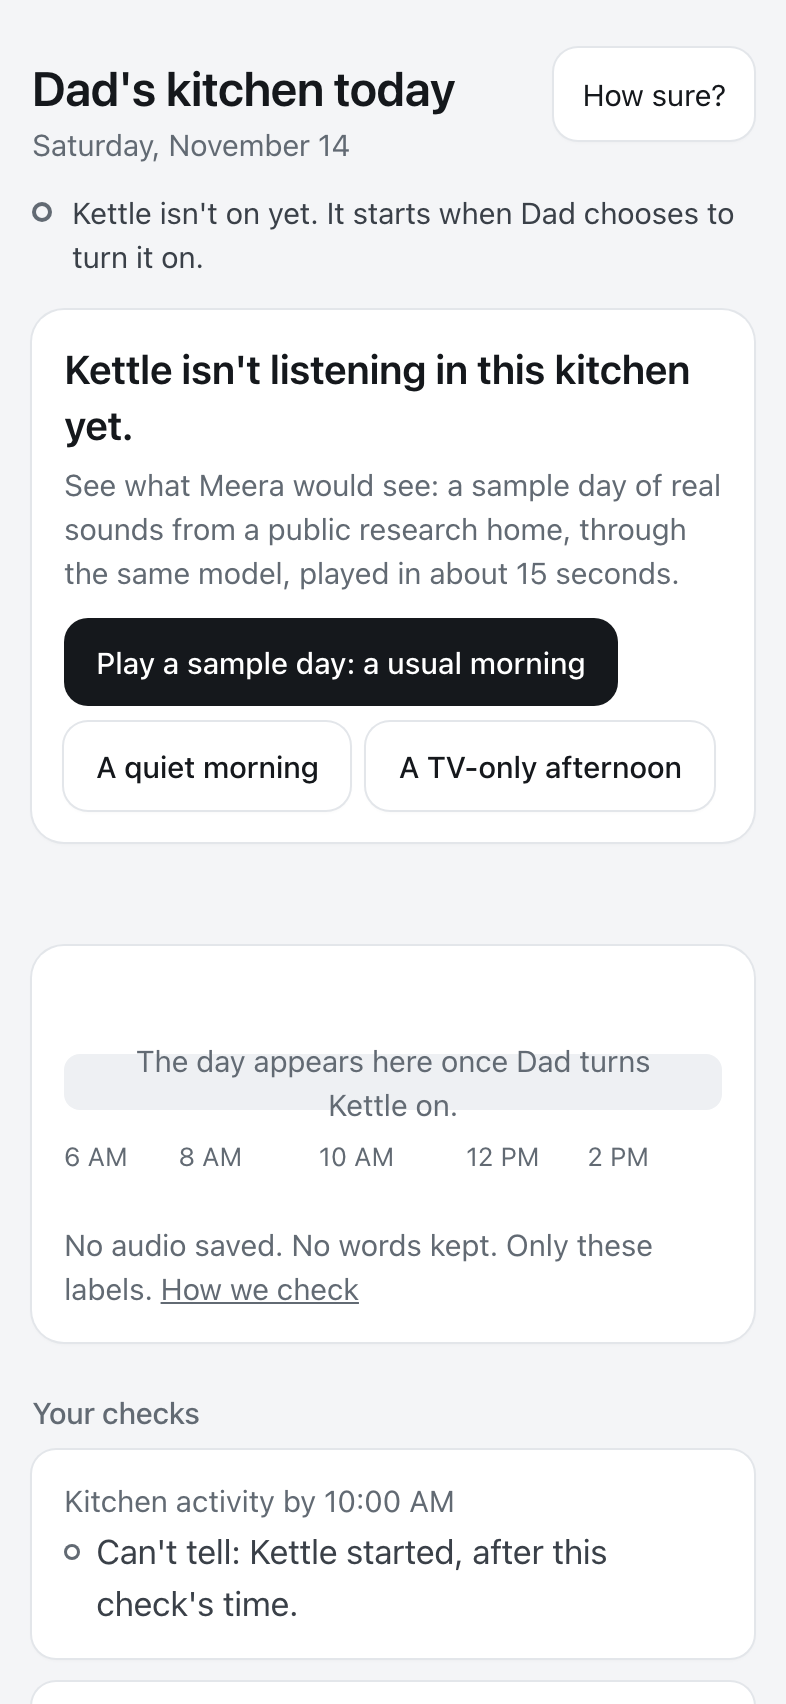 Dad's kitchen today
How sure?
Saturday, November 14
Kettle isn't on yet. It starts when Dad chooses to
turn it on.
Kettle isn't listening in this kitchen
yet.
See what Meera would see: a sample day of real
sounds from a public research home, through
the same model, played in about 15 seconds.
Play a sample day: a usual morning
A quiet morning
A TV-only afternoon
The day appears here once Dad turns
Kettle on.
6 AM 8 AM 10 AM 12 PM 2 PM
No audio saved. No words kept. Only these
labels. How we check
Your checks
Kitchen activity by 10:00 AM
Can't tell: Kettle started, after this
check's time.